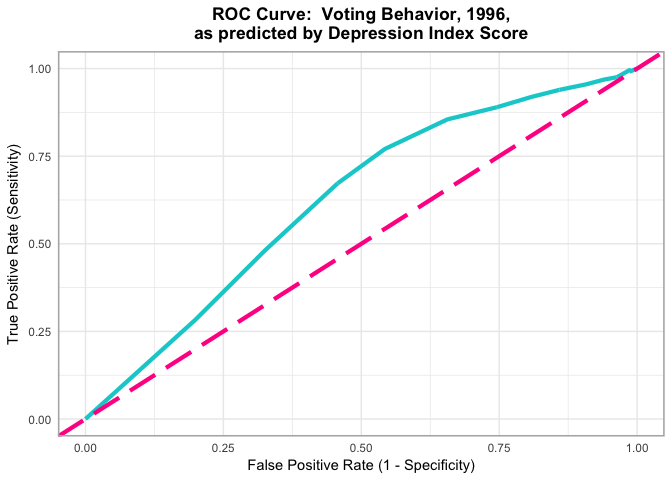 ROC Curve:  Voting Behavior, 1996,
as predicted by Depression Index Score
True Positive Rate (Sensitivity)
1.00
0.75
0.50
0.25
0.00
0.00 0.25 0.50 0.75 1.00
False Positive Rate (1 - Specificity)